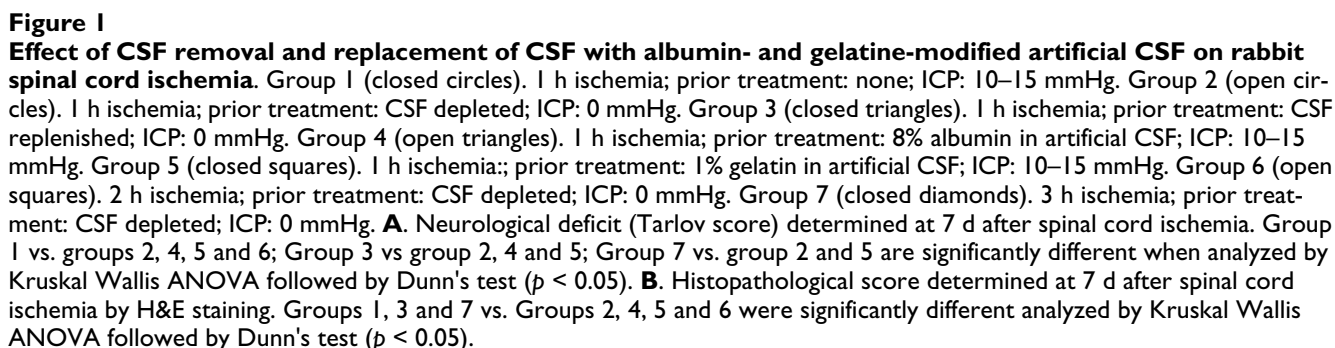 Figure 1
Effect of CSF removal and replacement of CSF with albumin- and gelatine-modified artificial CSF on rabbit
spinal cord ischemia. Group 1 (closed circles). 1 h ischemia; prior treatment: none; ICP: 10–15 mmHg. Group 2 (open cir-
cles). 1 h ischemia; prior treatment: CSF depleted; ICP: 0 mmHg. Group 3 (closed triangles). 1 h ischemia; prior treatment: CSF
replenished; ICP: 0 mmHg. Group 4 (open triangles). 1 h ischemia; prior treatment: 8% albumin in artificial CSF; ICP: 10–15
mmHg. Group 5 (closed squares). 1 h ischemia:; prior treatment: 1% gelatin in artificial CSF; ICP: 10–15 mmHg. Group 6 (open
squares). 2 h ischemia; prior treatment: CSF depleted; ICP: 0 mmHg. Group 7 (closed diamonds). 3 h ischemia; prior treat-
ment: CSF depleted; ICP: 0 mmHg. A. Neurological deficit (Tarlov score) determined at 7 d after spinal cord ischemia. Group
1 vs. groups 2, 4, 5 and 6; Group 3 vs group 2, 4 and 5; Group 7 vs. group 2 and 5 are significantly different when analyzed by
Kruskal Wallis ANOVA followed by Dunn's test (p < 0.05). B. Histopathological score determined at 7 d after spinal cord
ischemia by H&E staining. Groups 1, 3 and 7 vs. Groups 2, 4, 5 and 6 were significantly different analyzed by Kruskal Wallis
ANOVA followed by Dunn's test (p < 0.05).